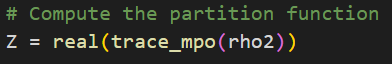 # Compute the partition function
Z = real(trace_mpo(rho2))